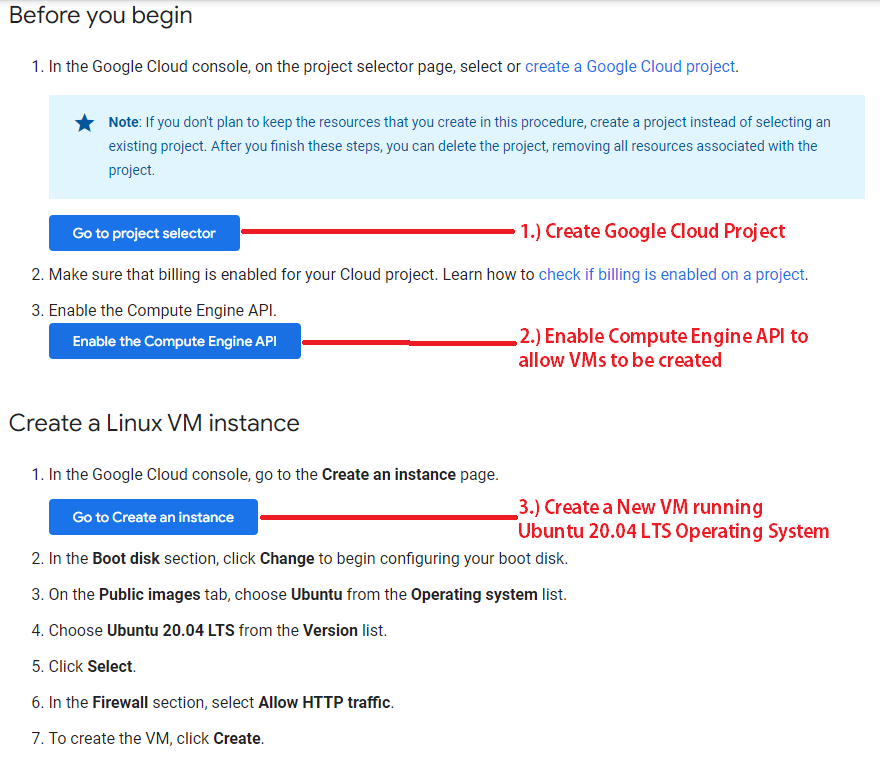 Before you begin
1. In the Google Cloud console, on the project selector page, select or create a Google Cloud project.
Note: If you don't plan to keep the resources that you create in this procedure, create a project instead of selecting an
existing project. After you finish these steps, you can delete the project, removing all resources associated with the
project.
Go to project selector
1.) Create Google Cloud Project
2. Make sure that billing is enabled for your Cloud project. Learn how to check if billing is enabled on a project.
3. Enable the Compute Engine API.
Enable the Compute Engine API
2.) Enable Compute Engine API to
allow VMs to be created
Create a Linux VM instance
1. In the Google Cloud console, go to the Create an instance page.
Go to Create an instance
3.) Create a New VM running
Ubuntu 20.04 LTS Operating System
2. In the Boot disk section, click Change to begin configuring your boot disk.
3. On the Public images tab, choose Ubuntu from the Operating system list.
4. Choose Ubuntu 20.04 LTS from the Version list.
5. Click Select.
6. In the Firewall section, select Allow HTTP traffic.
7. To create the VM, click Create.